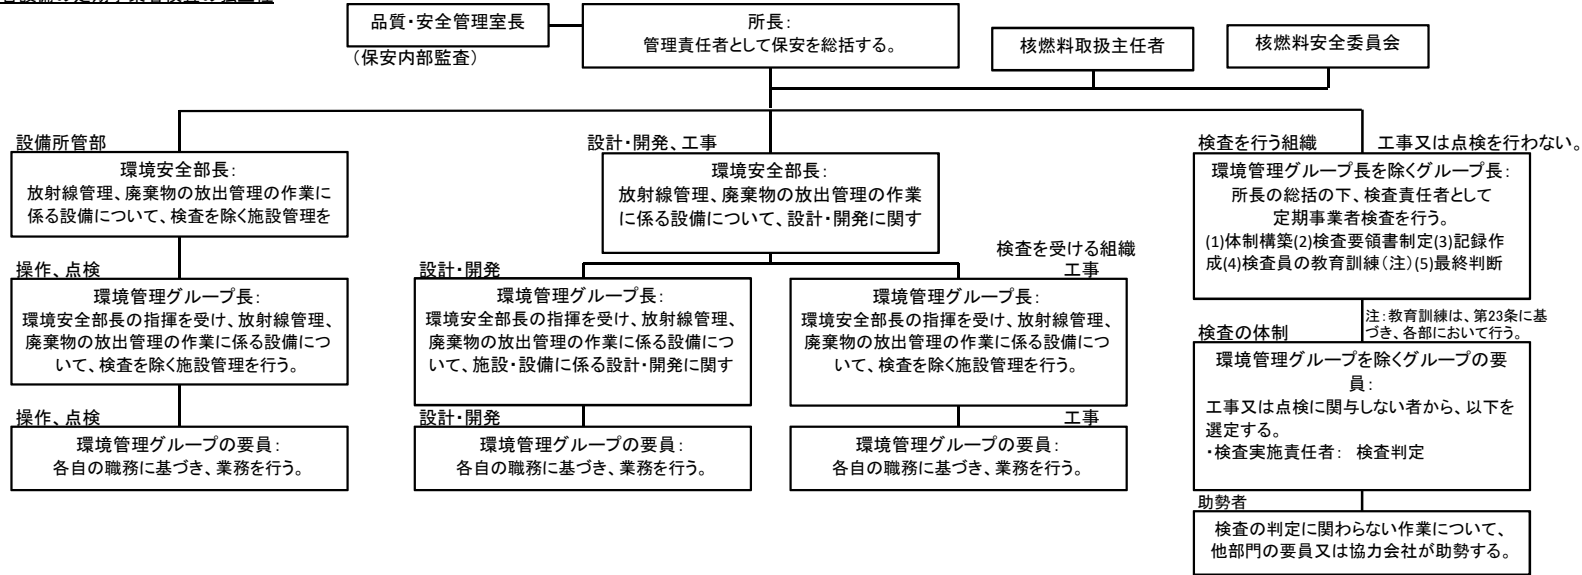 品質・安全管理室長
(保安内部監査)
所長:
管理責任者として保安を総括する。
核燃料取扱主任者
核燃料安全委員会
設備所管部
環境安全部長:
放射線管理、廃棄物の放出管理の作業に
係る設備について、検査を除く施設管理を
操作、点検
環境管理グループ長:
環境安全部長の指揮を受け、放射線管理、
廃棄物の放出管理の作業に係る設備につ
いて、検査を除く施設管理を行う。
操作、点検
環境管理グループの要員:
各自の職務に基づき、業務を行う。
設計・開発、工事
環境安全部長:
放射線管理、廃棄物の放出管理の作業
に係る設備について、設計・開発に関す
検査を受ける組織
設計・開発
環境管理グループ長:
環境安全部長の指揮を受け、放射線管理、
廃棄物の放出管理の作業に係る設備につ
いて、施設・設備に係る設計・開発に関す
設計・開発
環境管理グループの要員:
各自の職務に基づき、業務を行う。
工事
環境管理グループ長:
環境安全部長の指揮を受け、放射線管理、
廃棄物の放出管理の作業に係る設備につ
いて、検査を除く施設管理を行う。
工事
環境管理グループの要員:
各自の職務に基づき、業務を行う。
検査を行う組織
工事又は点検を行わない。
環境管理グループ長を除くグループ長:
所長の総括の下、検査責任者として
定期事業者検査を行う。
(1)体制構築(2)検査要領書制定(3)記録作
成(4)検査員の教育訓練(注)(5)最終判断
注:教育訓練は、第23条に基
づき、各部において行う。
検査の体制
環境管理グループを除くグループの要
員:
工事又は点検に関与しない者から、以下を
選定する。
・検査実施責任者: 検査判定
助勢者
検査の判定に関わらない作業について、
他部門の要員又は協力会社が助勢する。